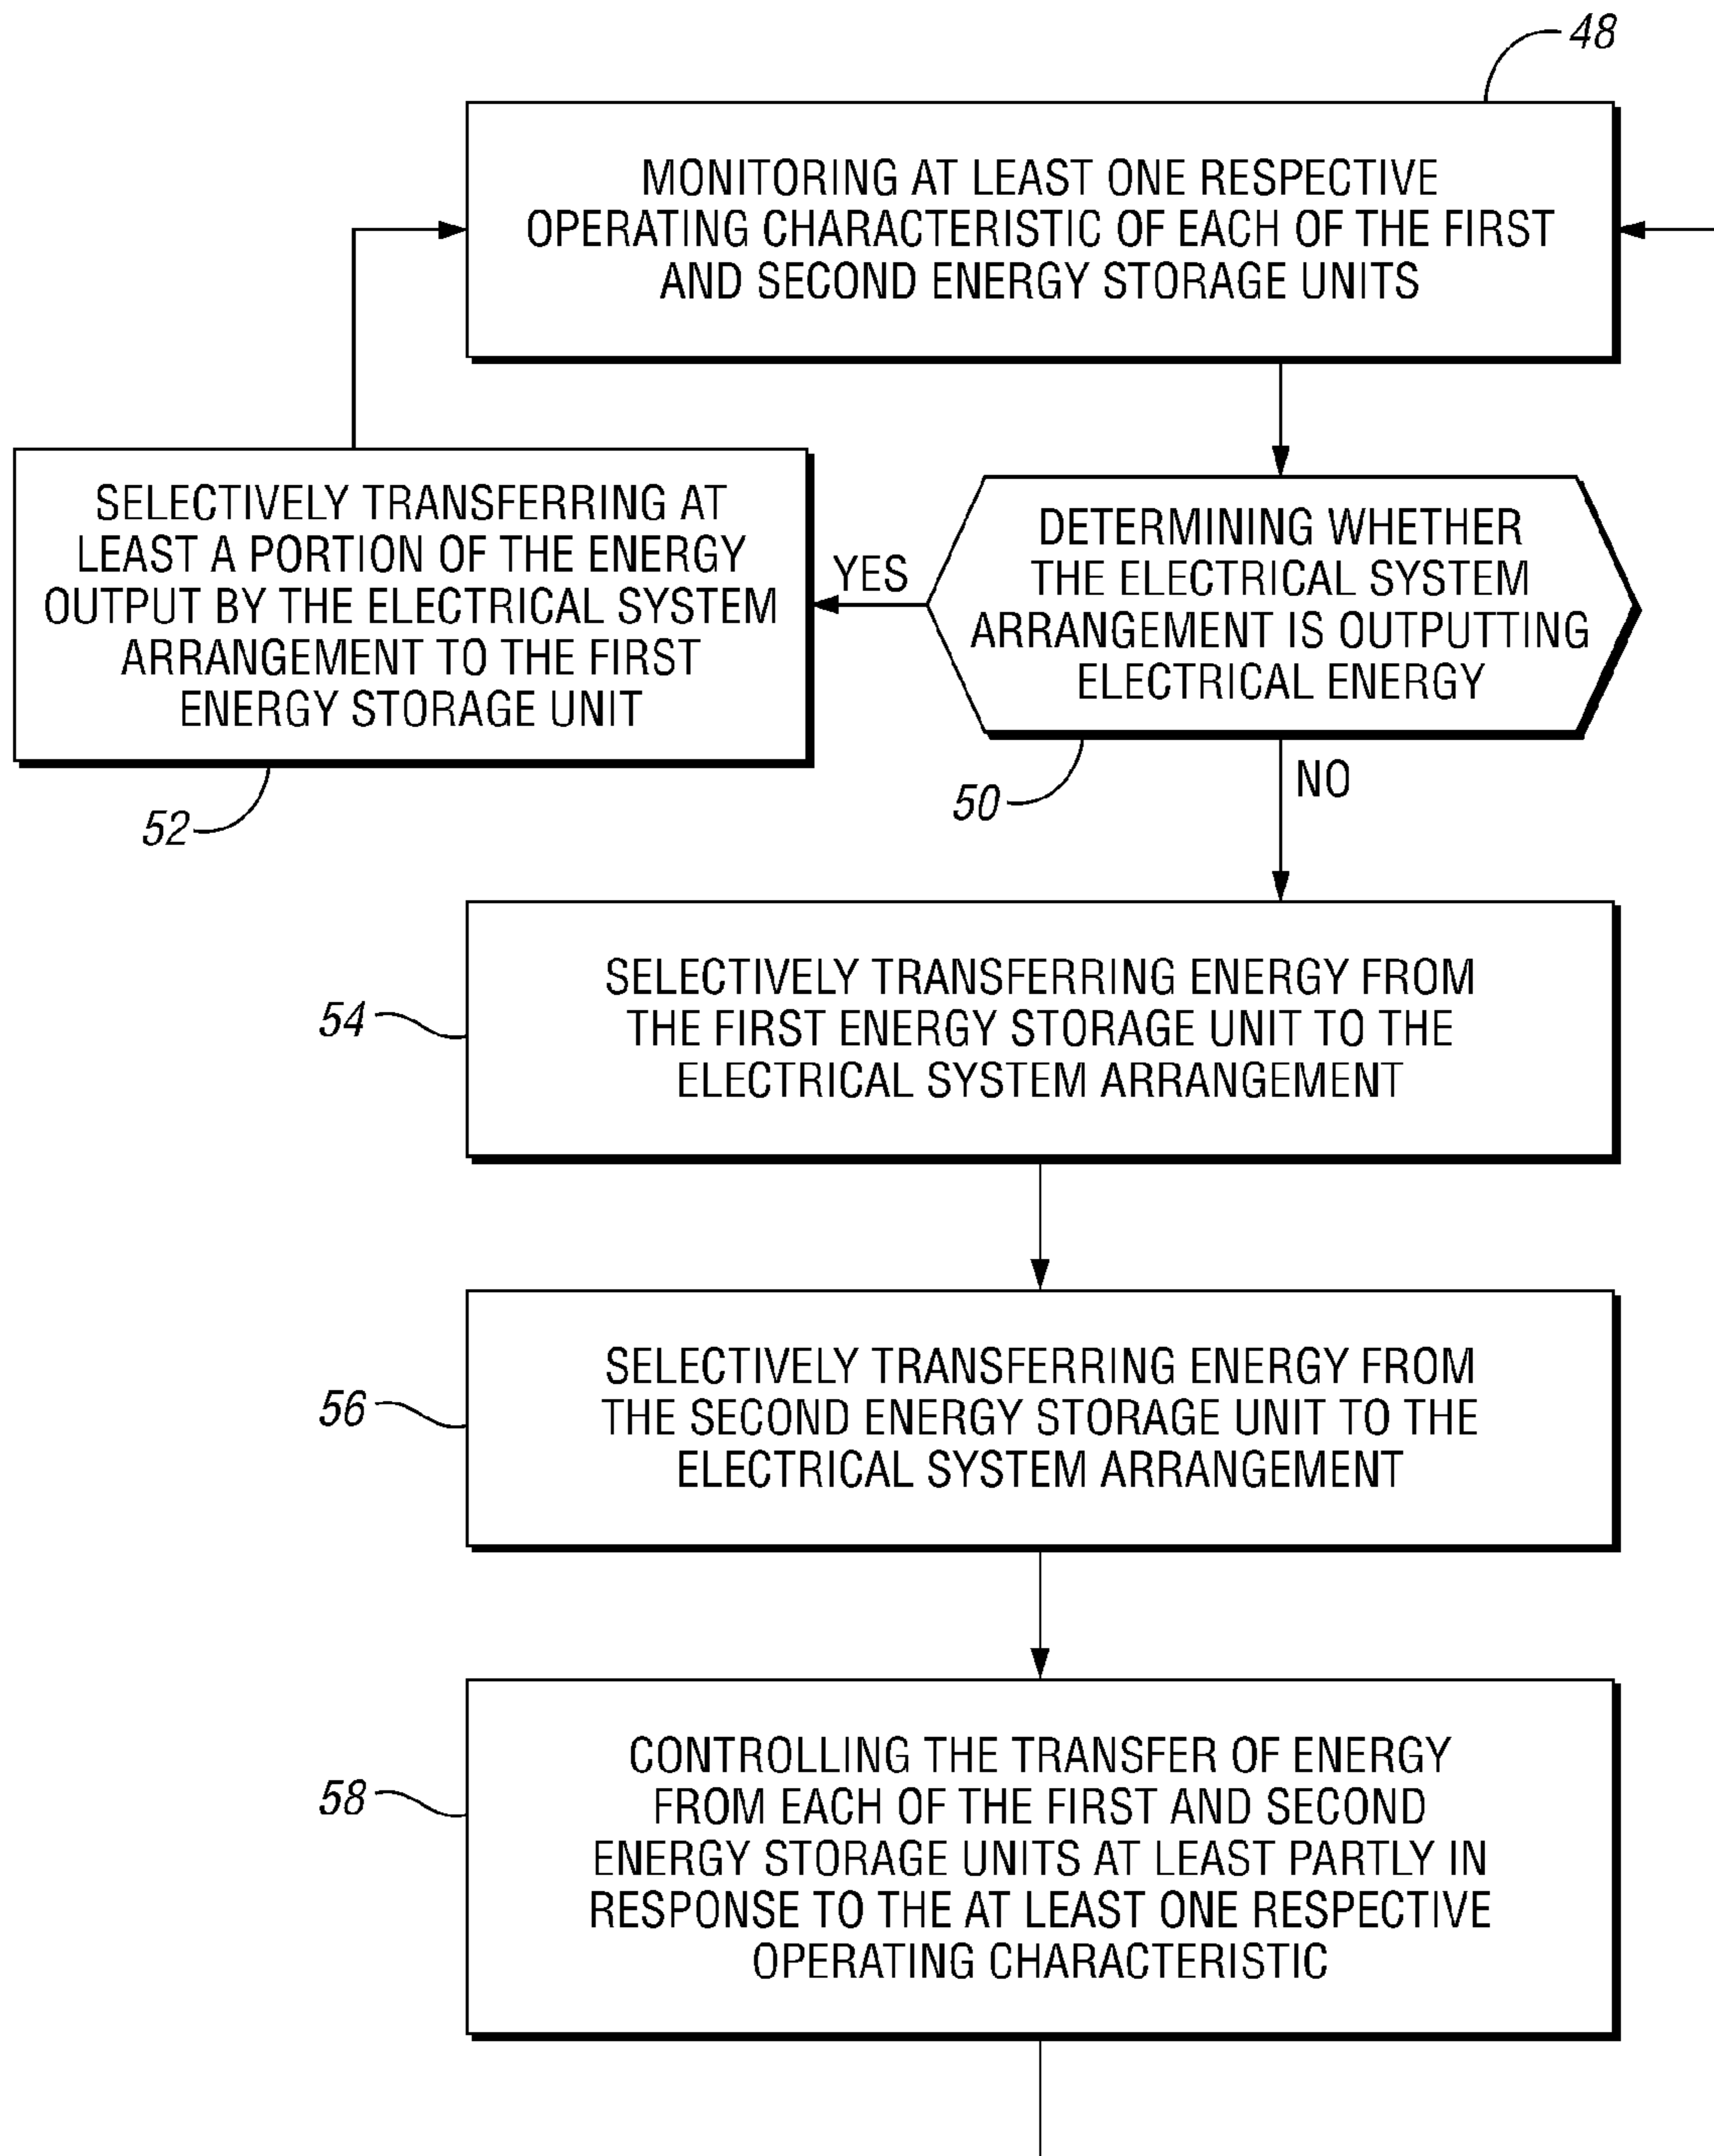 48
MONITORING AT LEAST ONE RESPECTIVE
OPERATING CHARACTERISTIC OF EACH OF THE FIRST
AND SECOND ENERGY STORAGE UNITS
SELECTIVELY TRANSFERRING AT
LEAST A PORTION OF THE ENERGY
OUTPUT BY THE ELECTRICAL SYSTEM
ARRANGEMENT TO THE FIRST
ENERGY STORAGE UNIT
52
YES
DETERMINING WHETHER
THE ELECTRICAL SYSTEM
ARRANGEMENT IS OUTPUTTING
ELECTRICAL ENERGY
50
NO
54
SELECTIVELY TRANSFERRING ENERGY FROM
THE FIRST ENERGY STORAGE UNIT TO THE
ELECTRICAL SYSTEM ARRANGEMENT
56
SELECTIVELY TRANSFERRING ENERGY FROM
THE SECOND ENERGY STORAGE UNIT TO THE
ELECTRICAL SYSTEM ARRANGEMENT
58
CONTROLLING THE TRANSFER OF ENERGY
FROM EACH OF THE FIRST AND SECOND
ENERGY STORAGE UNITS AT LEAST PARTLY IN
RESPONSE TO THE AT LEAST ONE RESPECTIVE
OPERATING CHARACTERISTIC